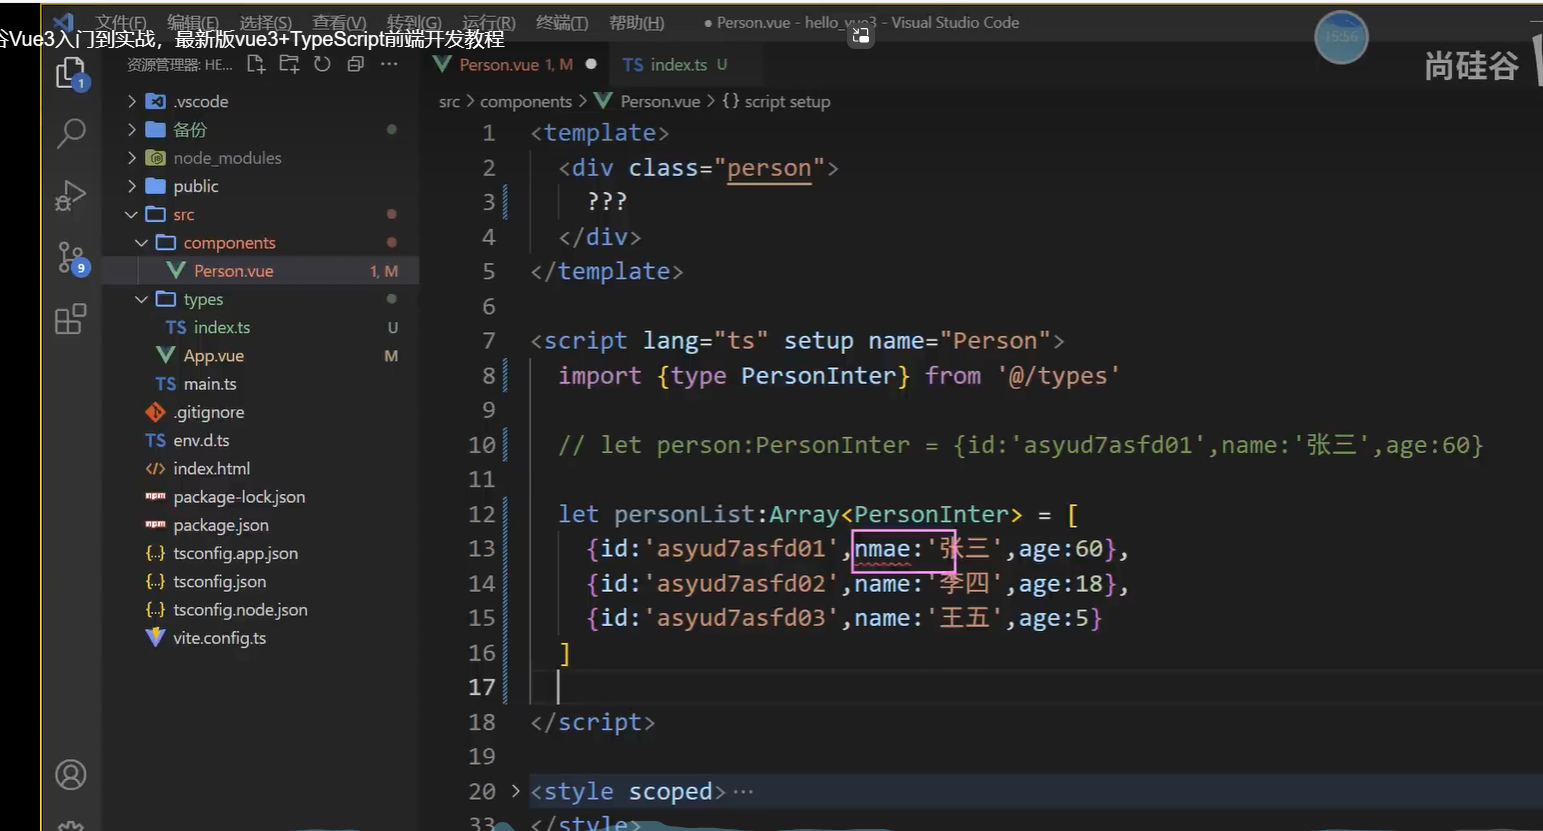 文件(F) 编辑(E) 选择(S) 查看(V) 转到(G) 运行(R) 终端(T) 帮助(H) ● Person.vue - hello_vue3 - Visual Studio Code
谷Vue3入门到实战，最新版vue3+TypeScript前端开发教程
15:56
尚硅谷
资源管理器: HE... ···
Person.vue 1, M ●
TS index.ts U
src > components > Person.vue > {} script setup
1
9
> .vscode
> 备份
> node_modules
> public
src
components
Person.vue 1, M
types
TS index.ts U
App.vue M
TS main.ts
.gitignore
TS env.d.ts
</> index.html
npm package-lock.json
npm package.json
{..} tsconfig.app.json
{..} tsconfig.json
{..} tsconfig.node.json
vite.config.ts
1 <template>
2 <div class="person">
3 ???
4 </div>
5 </template>
6
7 <script lang="ts" setup name="Person">
8 import {type PersonInter} from '@/types'
9
10 // let person:PersonInter = {id:'asyud7asfd01',name:'张三',age:60}
11
12 let personList:Array<PersonInter> = [
13 {id:'asyud7asfd01',nmae:'张三',age:60},
14 {id:'asyud7asfd02',name:'李四',age:18},
15 {id:'asyud7asfd03',name:'王五',age:5}
16 ]
17
18 </script>
19
20 > <style scoped> ···
33 </style>